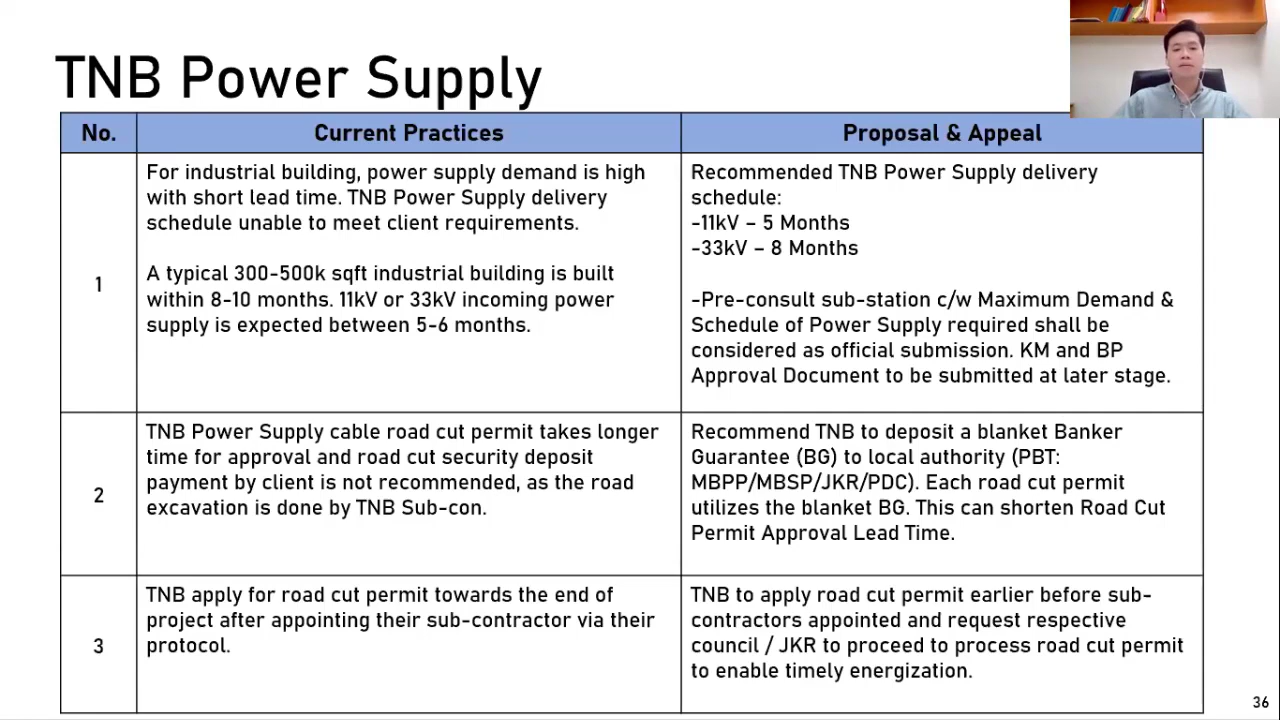 TNB Power Supply
No.
Current Practices
Proposal & Appeal
1
For industrial building, power supply demand is high
with short lead time. TNB Power Supply delivery
schedule unable to meet client requirements.
A typical 300-500k sqft industrial building is built
within 8-10 months. 11kV or 33kV incoming power
supply is expected between 5-6 months.
Recommended TNB Power Supply delivery
schedule:
-11kV – 5 Months
-33kV – 8 Months
-Pre-consult sub-station c/w Maximum Demand &
Schedule of Power Supply required shall be
considered as official submission. KM and BP
Approval Document to be submitted at later stage.
2
TNB Power Supply cable road cut permit takes longer
time for approval and road cut security deposit
payment by client is not recommended, as the road
excavation is done by TNB Sub-con.
Recommend TNB to deposit a blanket Banker
Guarantee (BG) to local authority (PBT:
MBPP/MBSP/JKR/PDC). Each road cut permit
utilizes the blanket BG. This can shorten Road Cut
Permit Approval Lead Time.
3
TNB apply for road cut permit towards the end of
project after appointing their sub-contractor via their
protocol.
TNB to apply road cut permit earlier before sub-
contractors appointed and request respective
council / JKR to proceed to process road cut permit
to enable timely energization.
36